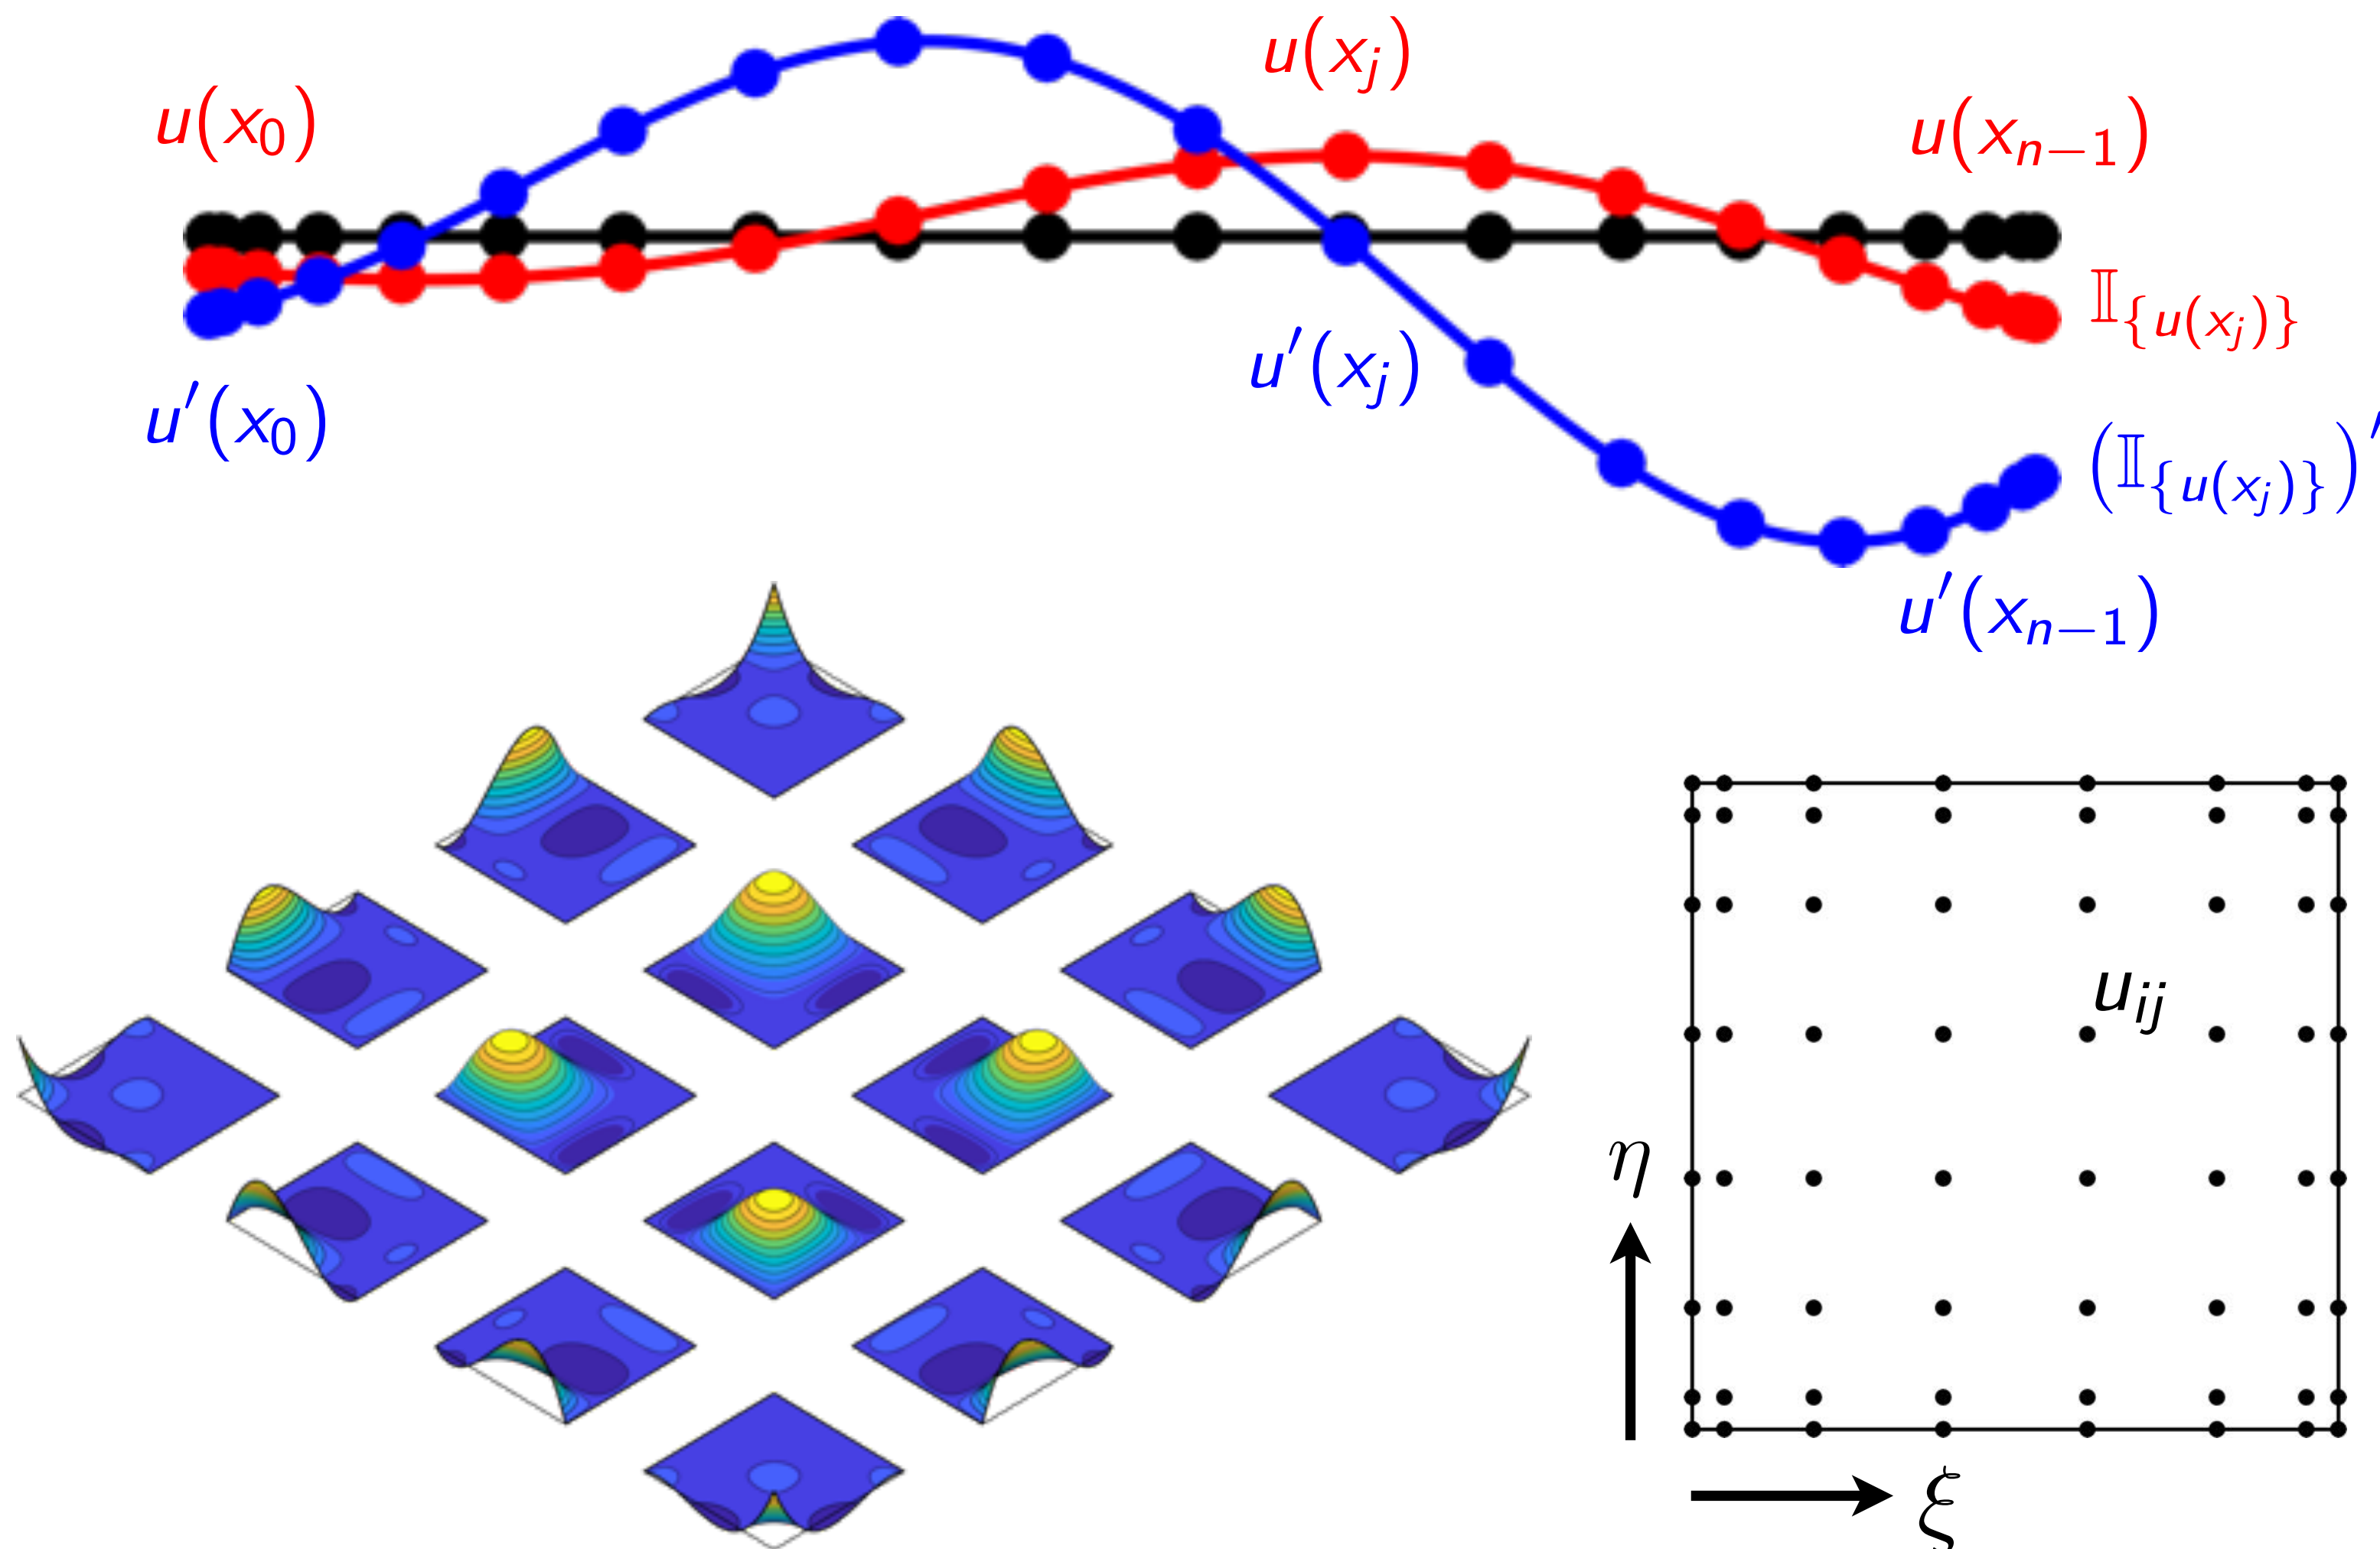 u(x_j)
u(x_0)
u(x_{n−1})
𝕀_{{u(x_j)}}
u′(x_j)
u′(x_0)
(𝕀_{{u(x_j)}})′
u′(x_{n−1})
u_{ij}
η
ξ